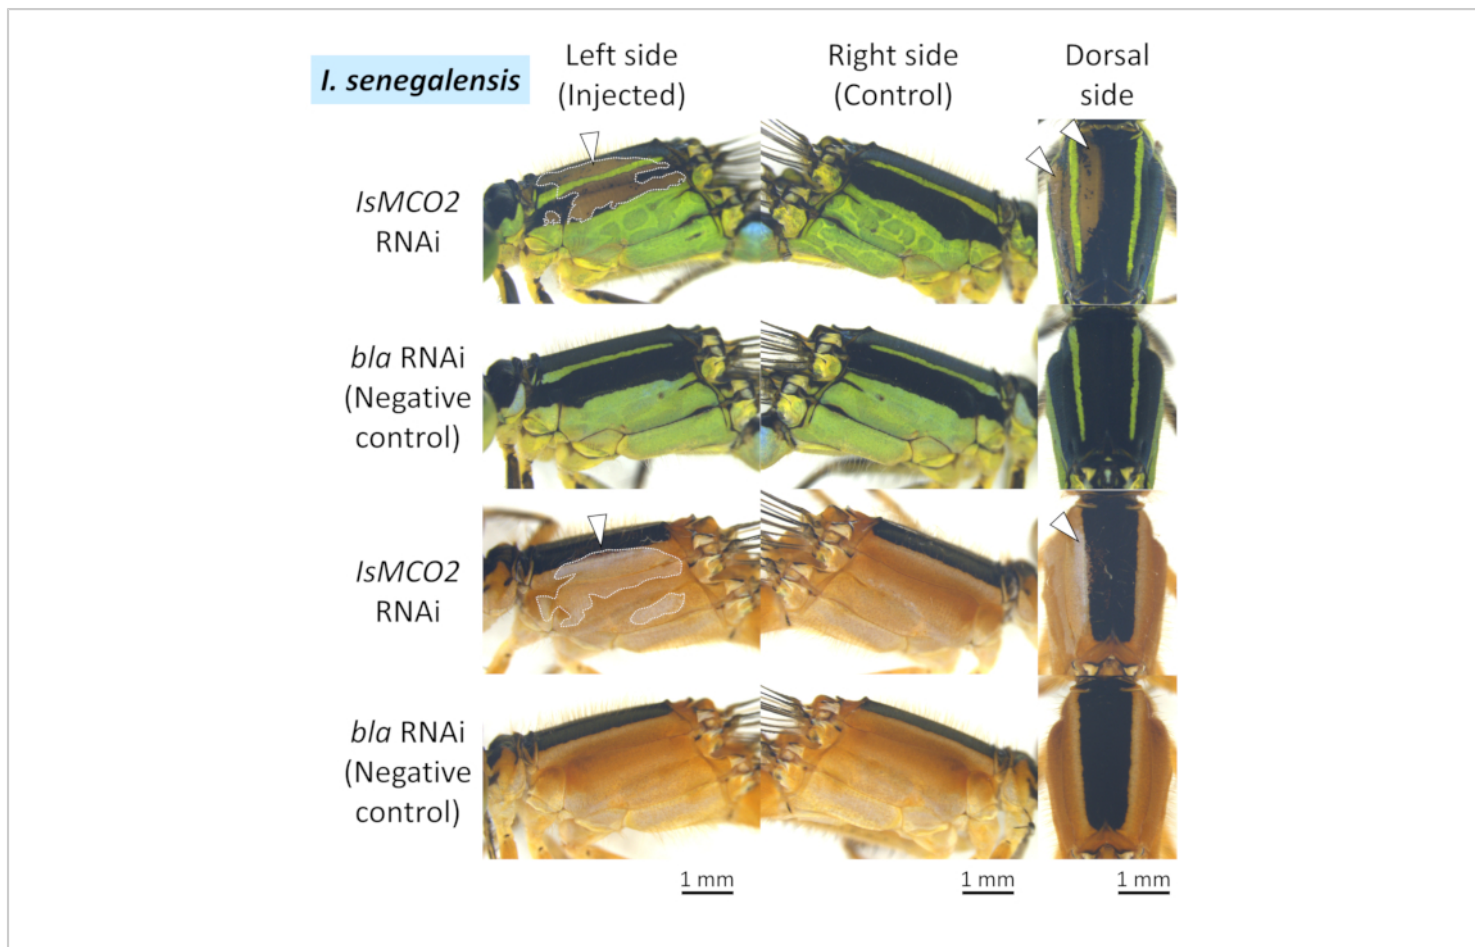 I. senegalensis
Left side
(Injected)
Right side
(Control)
Dorsal
side
IsMCO2
RNAi
bla RNAi
(Negative
control)
IsMCO2
RNAi
bla RNAi
(Negative
control)
1 mm
1 mm
1 mm